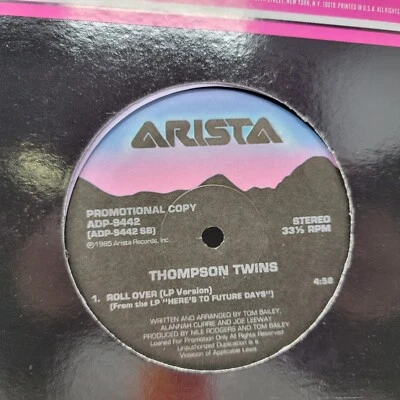 STREET, NEW YORK, N.Y. 10019. PRINTED IN U.S.A. ALL RIGHTS
ARISTA
PROMOTIONAL COPY
ADP-9442
(ADP-9442 SB)
℗1985 Arista Records, Inc.
STEREO
33⅓ RPM
THOMPSON TWINS
1. ROLL OVER (LP Version) 4:58
(From the LP "HERE'S TO FUTURE DAYS")
WRITTEN AND ARRANGED BY TOM BAILEY,
ALANNAH CURRIE AND JOE LEEWAY
PRODUCED BY NILE RODGERS AND TOM BAILEY
Loaned For Promotion Only All Rights
Unauthorized Duplication is a
Violation of Applicable Laws